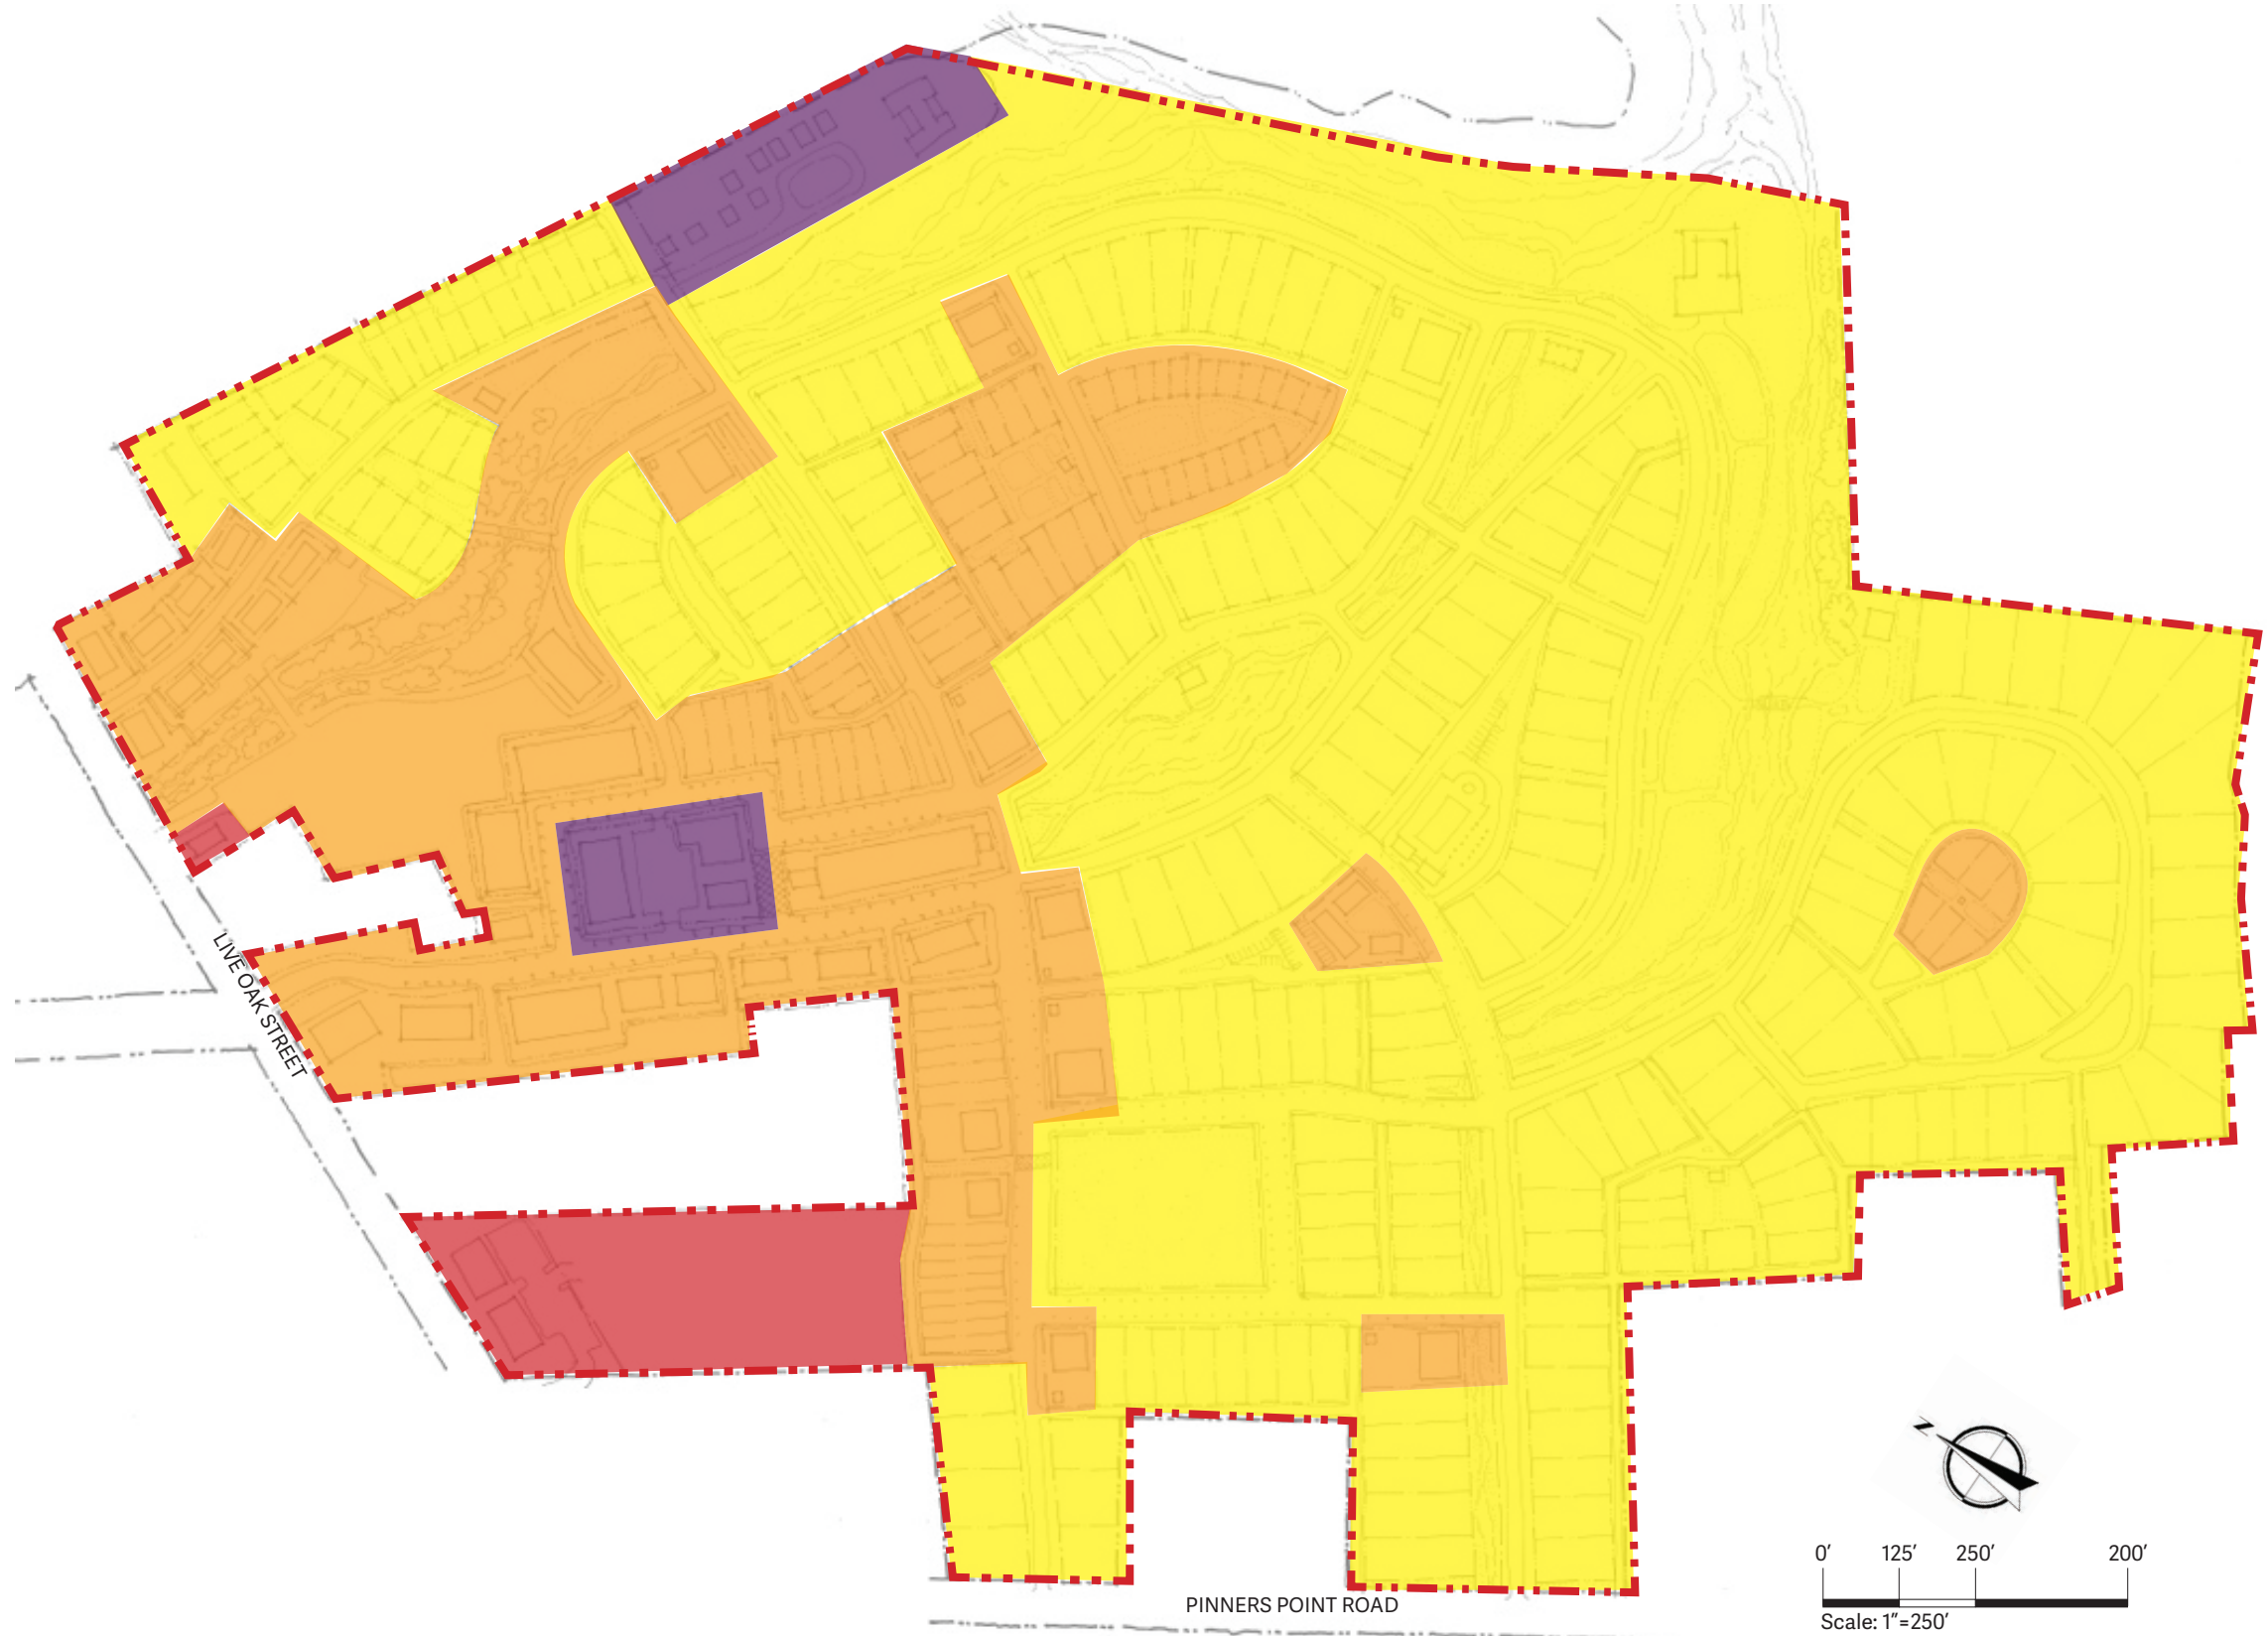 LIVE OAK STREET
N
0’ 125’ 250’ 200’
PINNERS POINT ROAD
Scale: 1”=250’